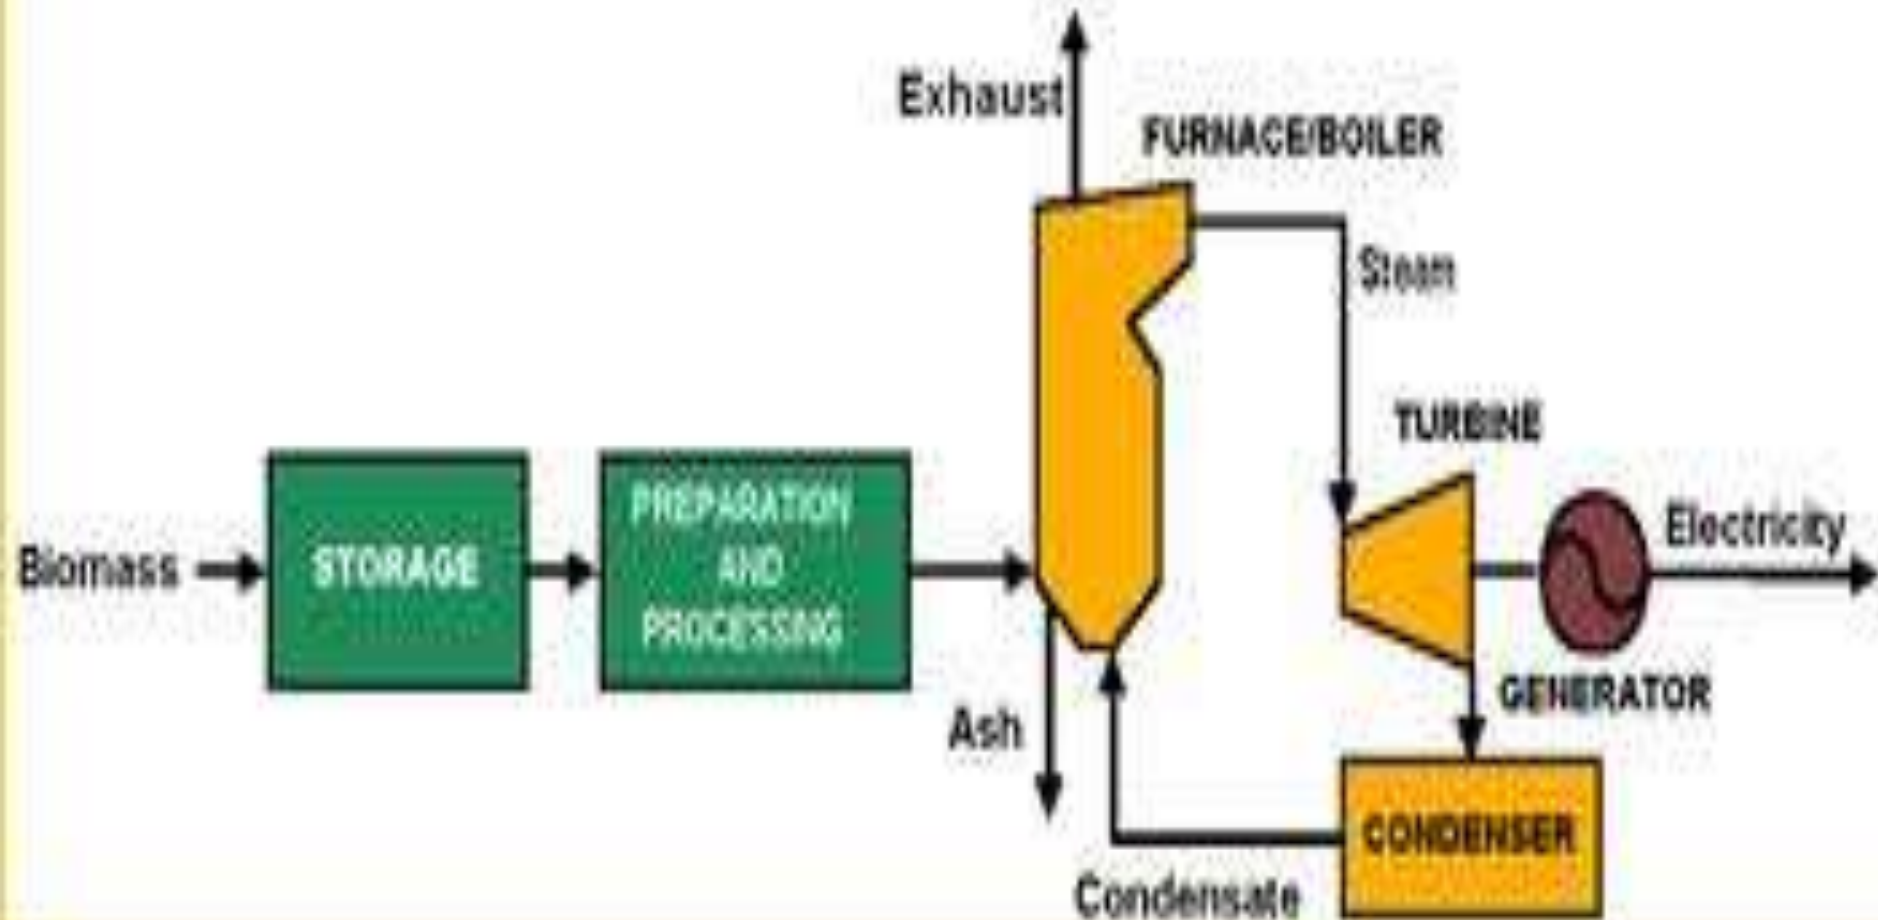 Exhaust
FURNACE/BOILER
Steam
TURBINE
Biomass
STORAGE
PREPARATION
AND
PROCESSING
Electricity
GENERATOR
Ash
CONDENSER
Condensate